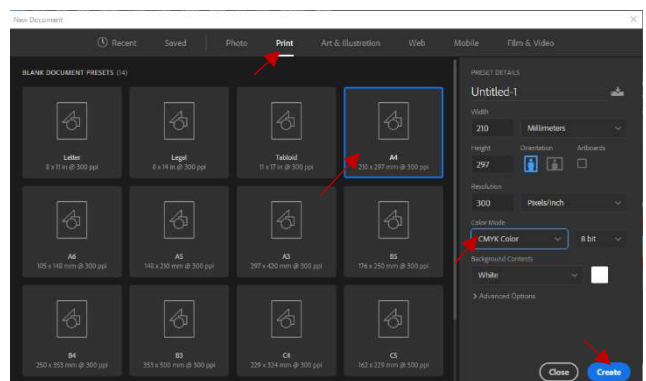 New Document
Recent Saved Photo Print Art & Illustration Web Mobile Film & Video
BLANK DOCUMENT PRESETS (14)
Letter
8 x 11 in @ 300 ppi
Legal
8 x 14 in @ 300 ppi
Tabloid
11 x 17 in @ 300 ppi
A4
210 x 297 mm @ 300 ppi
A6
105 x 148 mm @ 300 ppi
A5
148 x 210 mm @ 300 ppi
A3
297 x 420 mm @ 300 ppi
B5
176 x 250 mm @ 300 ppi
B4
250 x 353 mm @ 300 ppi
B3
353 x 500 mm @ 300 ppi
C4
229 x 324 mm @ 300 ppi
C5
162 x 229 mm @ 300 ppi
PRESET DETAILS
Untitled-1
Width
210 Millimeters
Height Orientation Artboards
297
Resolution
300 Pixels/Inch
Color Mode
CMYK Color 8 bit
Background Contents
White
Advanced Options
Close Create